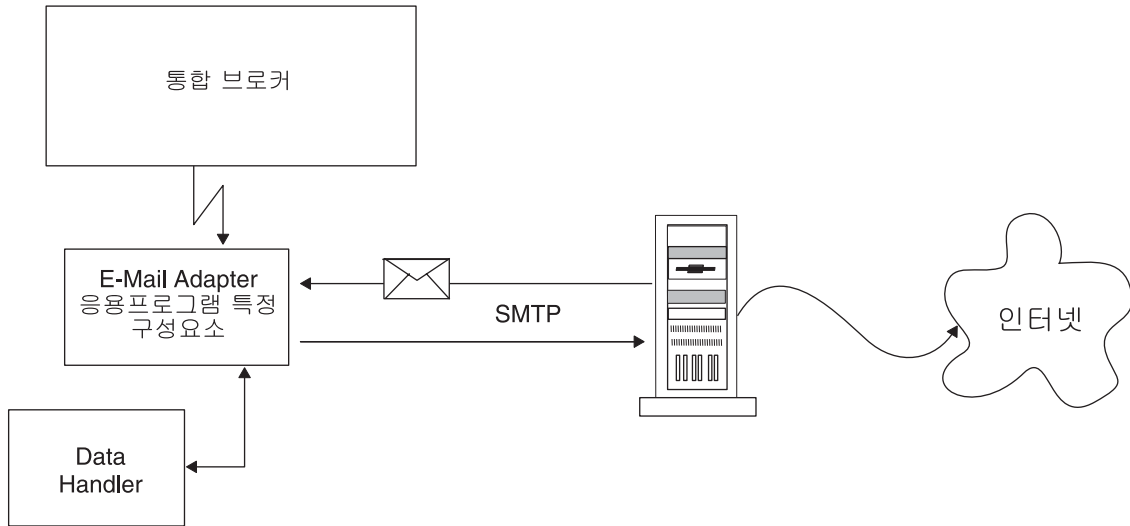 통합 브로커
E-Mail Adapter
응용프로그램 특정
구성요소
SMTP
인터넷
Data
Handler